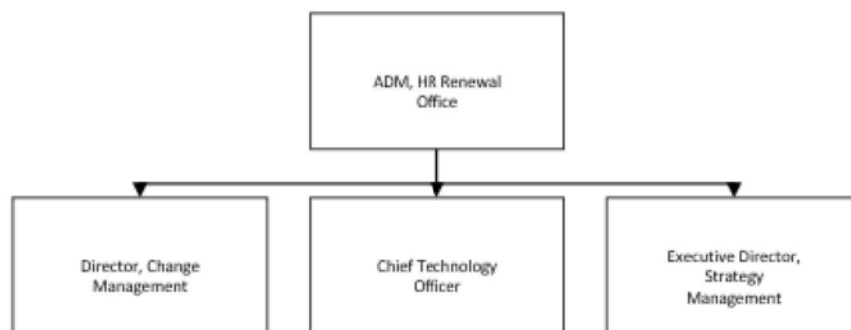 ADM, HR Renewal
Office
Director, Change
Management
Chief Technology
Officer
Executive Director,
Strategy
Management